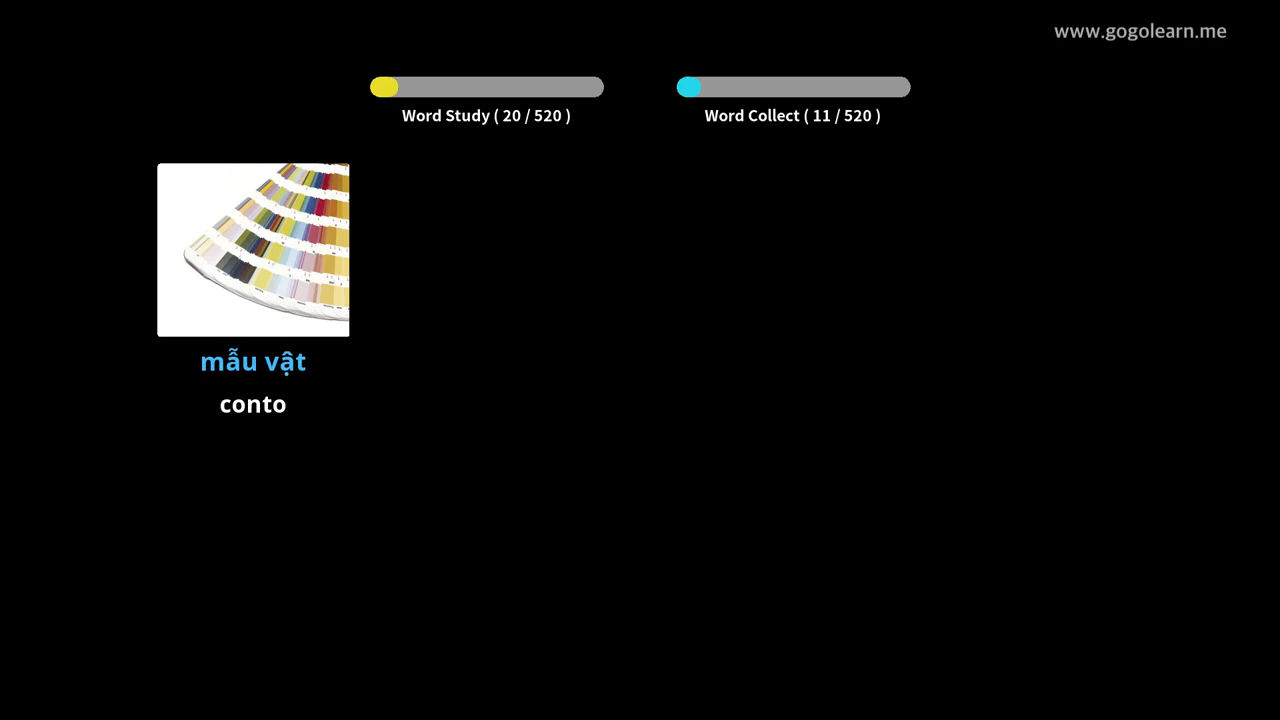 www.gogolearn.me
Word Study ( 20 / 520 )
Word Collect ( 11 / 520 )
mẫu vật
conto